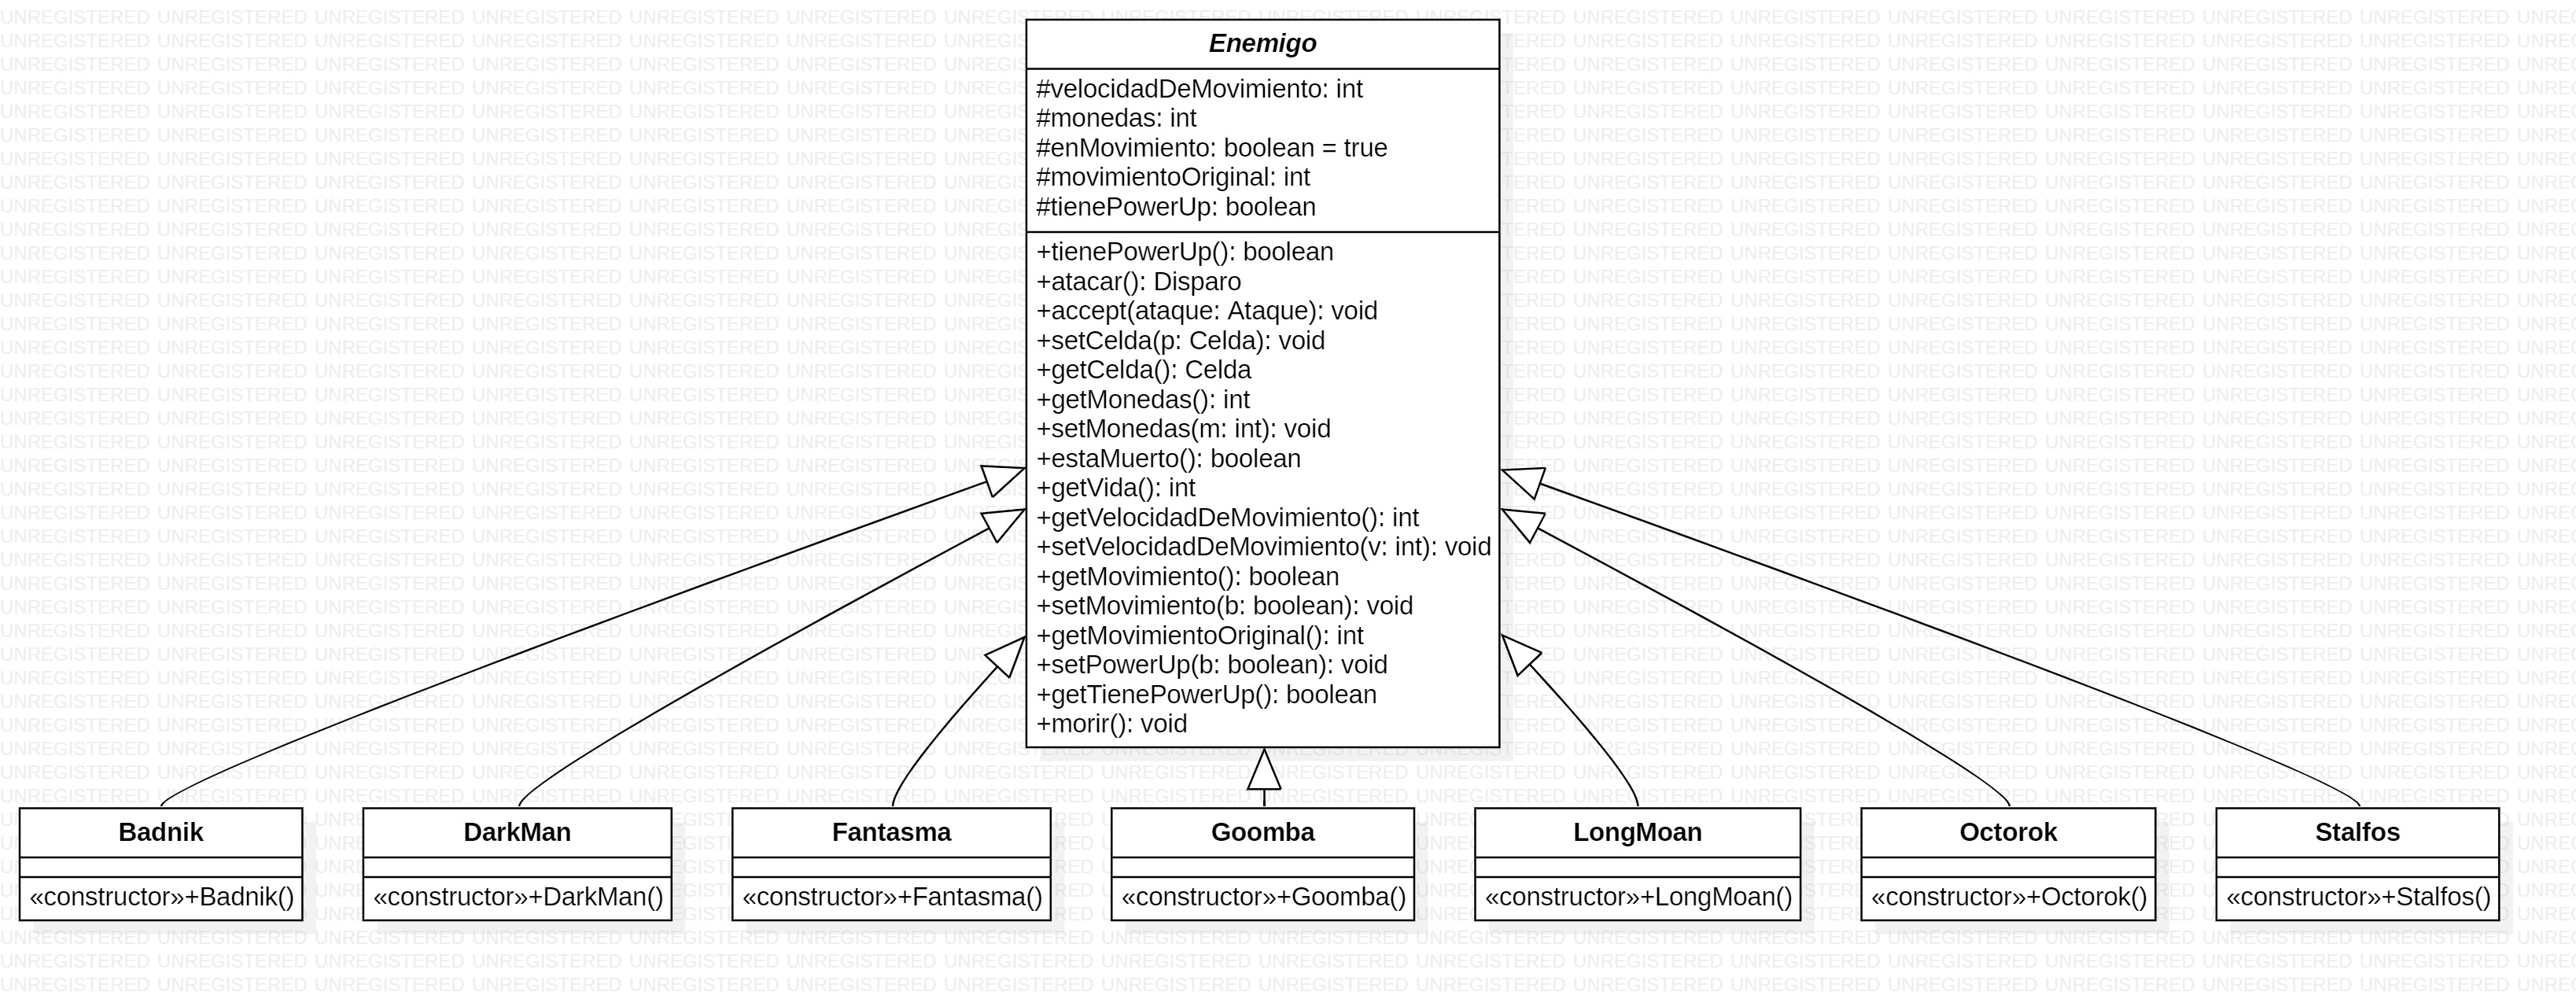 Enemigo
#velocidadDeMovimiento: int
#monedas: int
#enMovimiento: boolean = true
#movimientoOriginal: int
#tienePowerUp: boolean
+tienePowerUp(): boolean
+atacar(): Disparo
+accept(ataque: Ataque): void
+setCelda(p: Celda): void
+getCelda(): Celda
+getMonedas(): int
+setMonedas(m: int): void
+estaMuerto(): boolean
+getVida(): int
+getVelocidadDeMovimiento(): int
+setVelocidadDeMovimiento(v: int): void
+getMovimiento(): boolean
+setMovimiento(b: boolean): void
+getMovimientoOriginal(): int
+setPowerUp(b: boolean): void
+getTienePowerUp(): boolean
+morir(): void
Badnik
«constructor»+Badnik()
DarkMan
«constructor»+DarkMan()
Fantasma
«constructor»+Fantasma()
Goomba
«constructor»+Goomba()
LongMoan
«constructor»+LongMoan()
Octorok
«constructor»+Octorok()
Stalfos
«constructor»+Stalfos()